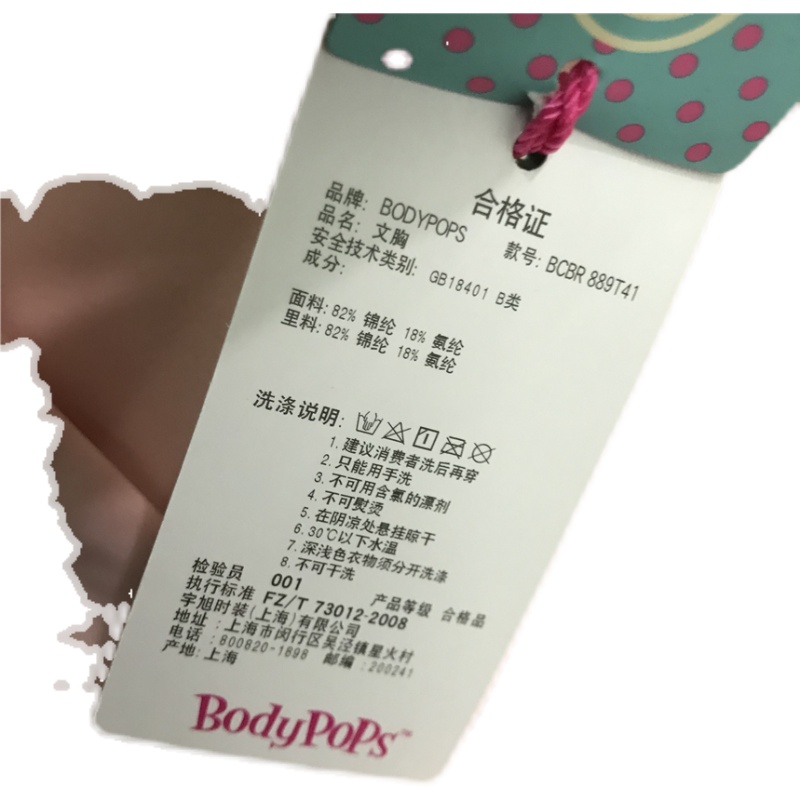 合格证
品牌: BODYPOPS 款号: BCBR 889T41
品名: 文胸
安全技术类别: GB18401 B类
成分:
面料: 82% 锦纶 18% 氨纶
里料: 82% 锦纶 18% 氨纶
洗涤说明:
1. 建议消费者洗后再穿
2. 只能用手洗
3. 不可用含氯的漂剂
4. 不可熨烫
5. 在阴凉处悬挂晾干
6. 30℃以下水温
7. 深浅色衣物须分开洗涤
8. 不可干洗
检验员 001 产品等级 合格品
执行标准 FZ/T 73012-2008
宇旭时装(上海)有限公司
地址: 上海市闵行区吴泾镇星火村
电话: 800820-1898 邮编: 200241
产地: 上海
BodyPoPs™